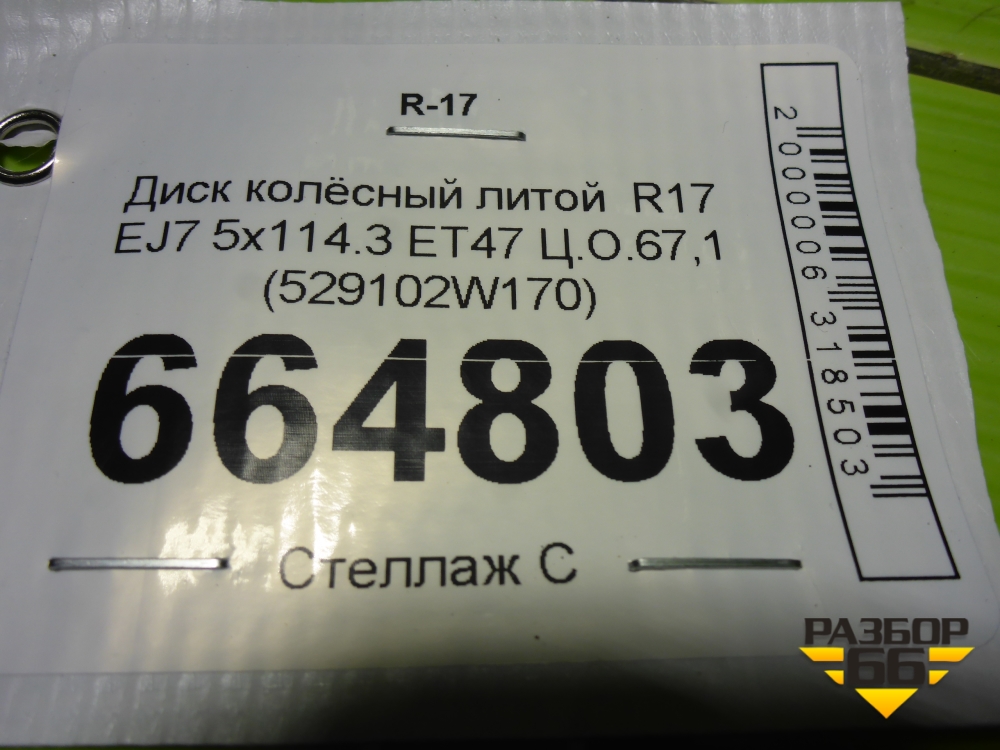 R-17
Диск колёсный литой R17
EJ7 5x114.3 ET47 Ц.О.67,1
(529102W170)
664803
Стеллаж С
2000006318503
РАЗБОР
66